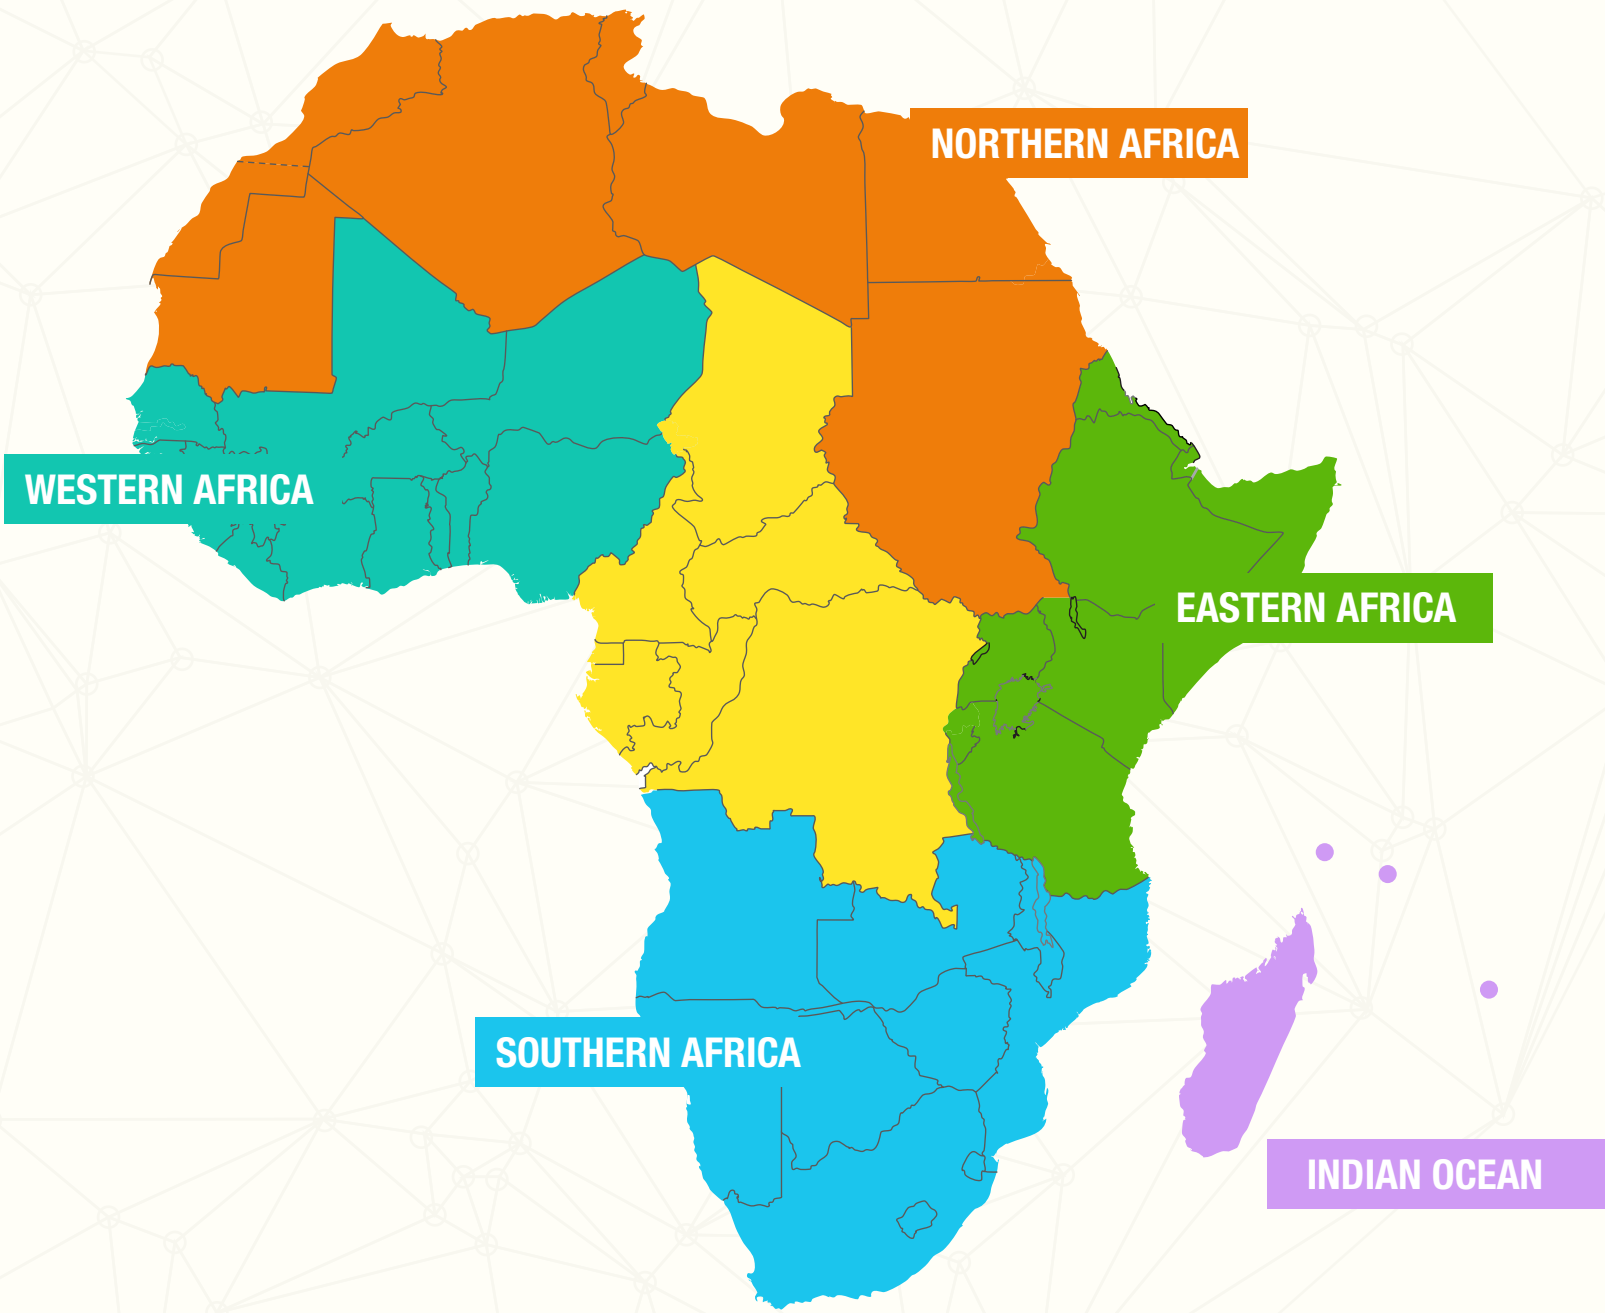 NORTHERN AFRICA
WESTERN AFRICA
EASTERN AFRICA
SOUTHERN AFRICA
INDIAN OCEAN